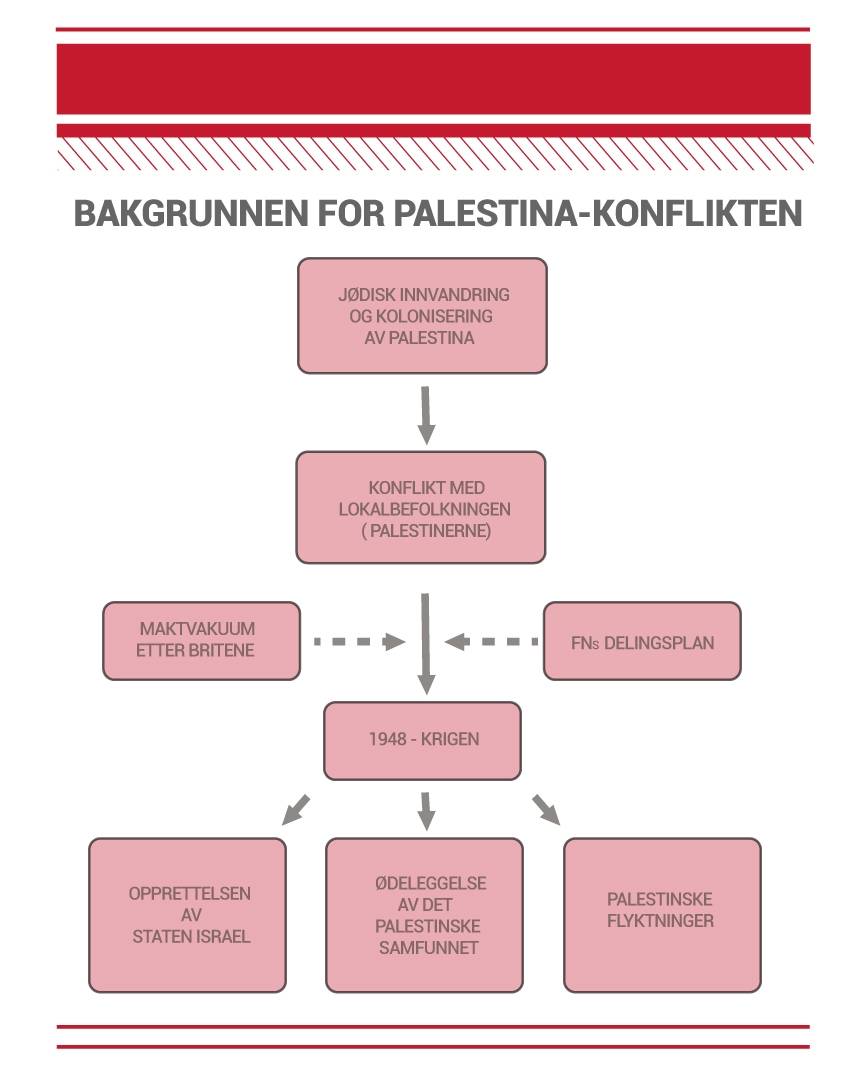 BAKGRUNNEN FOR PALESTINA-KONFLIKTEN
JØDISK INNVANDRING
OG KOLONISERING
AV PALESTINA
KONFLIKT MED
LOKALBEFOLKNINGEN
( PALESTINERNE)
MAKTVAKUUM
ETTER BRITENE
FNs DELINGSPLAN
1948 - KRIGEN
OPPRETTELSEN
AV
STATEN ISRAEL
ØDELEGGELSE
AV DET
PALESTINSKE
SAMFUNNET
PALESTINSKE
FLYKTNINGER